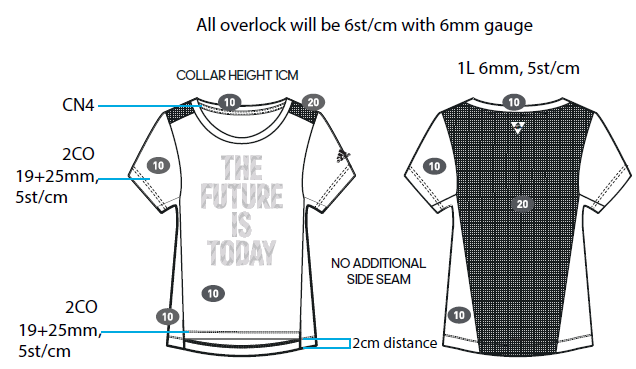 All overlock will be 6st/cm with 6mm gauge
COLLAR HEIGHT 1CM
1L 6mm, 5st/cm
CN4
10
20
10
2CO
19+25mm,
5st/cm
10
10
THE
FUTURE
IS
TODAY
20
NO ADDITIONAL
SIDE SEAM
10
2CO
19+25mm,
5st/cm
10
10
2cm distance